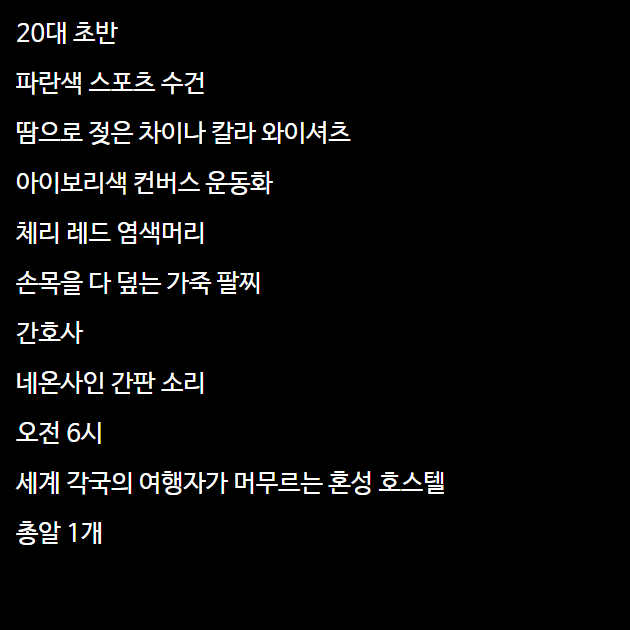 20대 초반
파란색 스포츠 수건
땀으로 젖은 차이나 칼라 와이셔츠
아이보리색 컨버스 운동화
체리 레드 염색머리
손목을 다 덮는 가죽 팔찌
간호사
네온사인 간판 소리
오전 6시
세계 각국의 여행자가 머무르는 혼성 호스텔
총알 1개